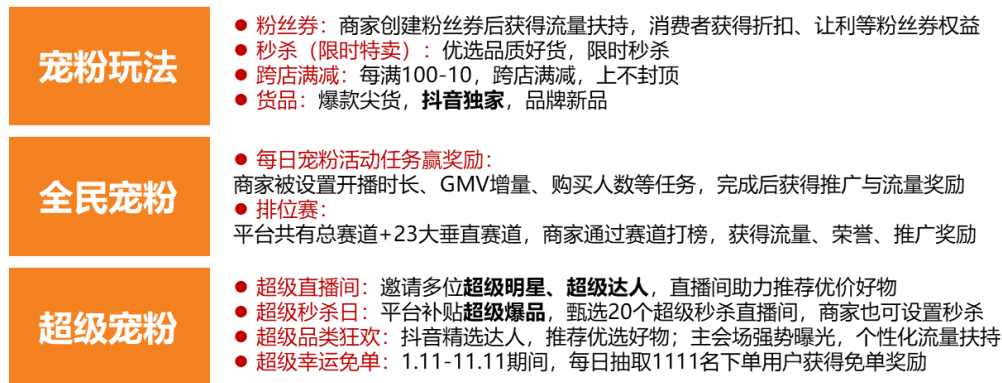 宠粉玩法
● 粉丝券：商家创建粉丝券后获得流量扶持，消费者获得折扣、让利等粉丝券权益
● 秒杀（限时特卖）：优选品质好货，限时秒杀
● 跨店满减：每满100-10，跨店满减，上不封顶
● 货品：爆款尖货，抖音独家，品牌新品
全民宠粉
● 每日宠粉活动任务赢奖励：
商家被设置开播时长、GMV增量、购买人数等任务，完成后获得推广与流量奖励
● 排位赛：
平台共有总赛道+23大垂直赛道，商家通过赛道打榜，获得流量、荣誉、推广奖励
超级宠粉
● 超级直播间：邀请多位超级明星、超级达人，直播间助力推荐优价好物
● 超级秒杀日：平台补贴超级爆品，甄选20个超级秒杀直播间，商家也可设置秒杀
● 超级品类狂欢：抖音精选达人，推荐优选好物；主会场强势曝光，个性化流量扶持
● 超级幸运免单：1.11-11.11期间，每日抽取1111名下单用户获得免单奖励